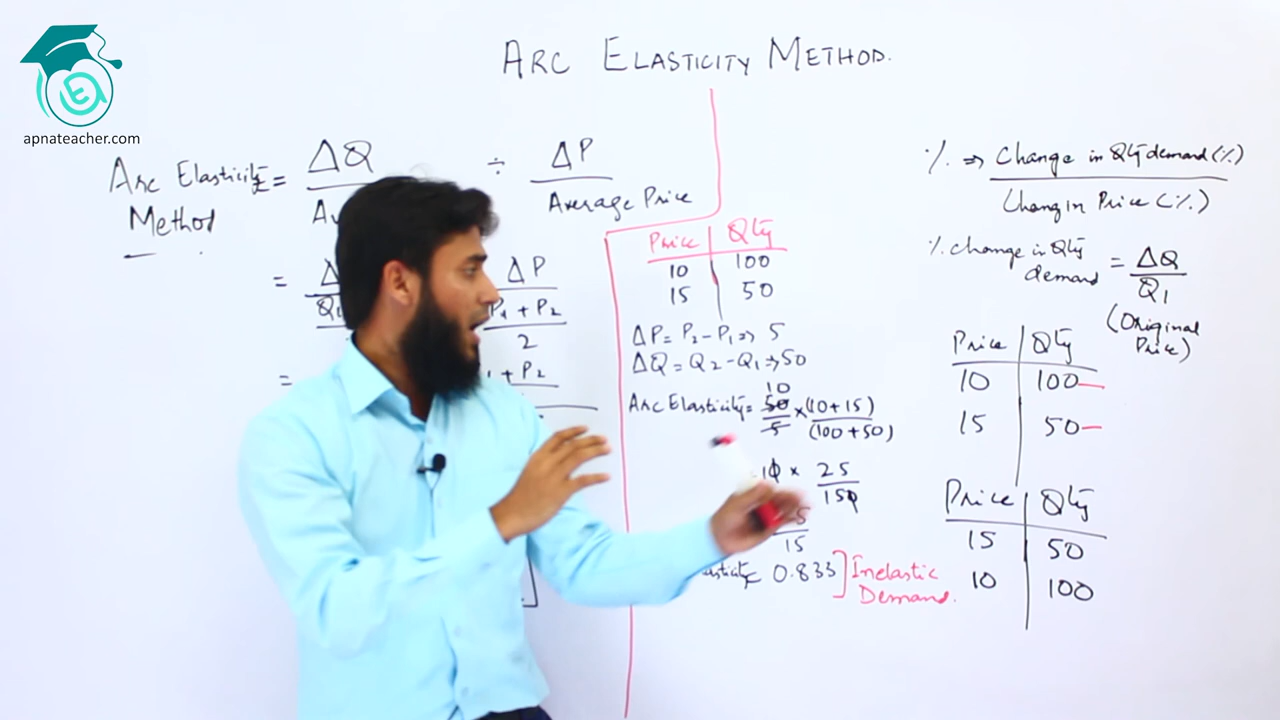 apnateacher.com
ARC ELASTICITY METHOD.
Arc Elasticity = ΔQ ÷ ΔP
Method Average Price
= ΔP
P1 + P2
2
= + P2
Price Qty
10 100
15 50
ΔP = P2 - P1 ⇒ 5
ΔQ = Q2 - Q1 ⇒ 50
10
Arc Elasticity = 50 × (10 + 15)
5 (100 + 50)
10 × 25
150
15
0.833 ] Inelastic
Demand.
% ⇒ Change in Qty demand (%)
Chang in Price (%)
% change in Qty demand = ΔQ
Q1
(Original
Price)
Price Qty
10 100
15 50
Price Qty
15 50
10 100